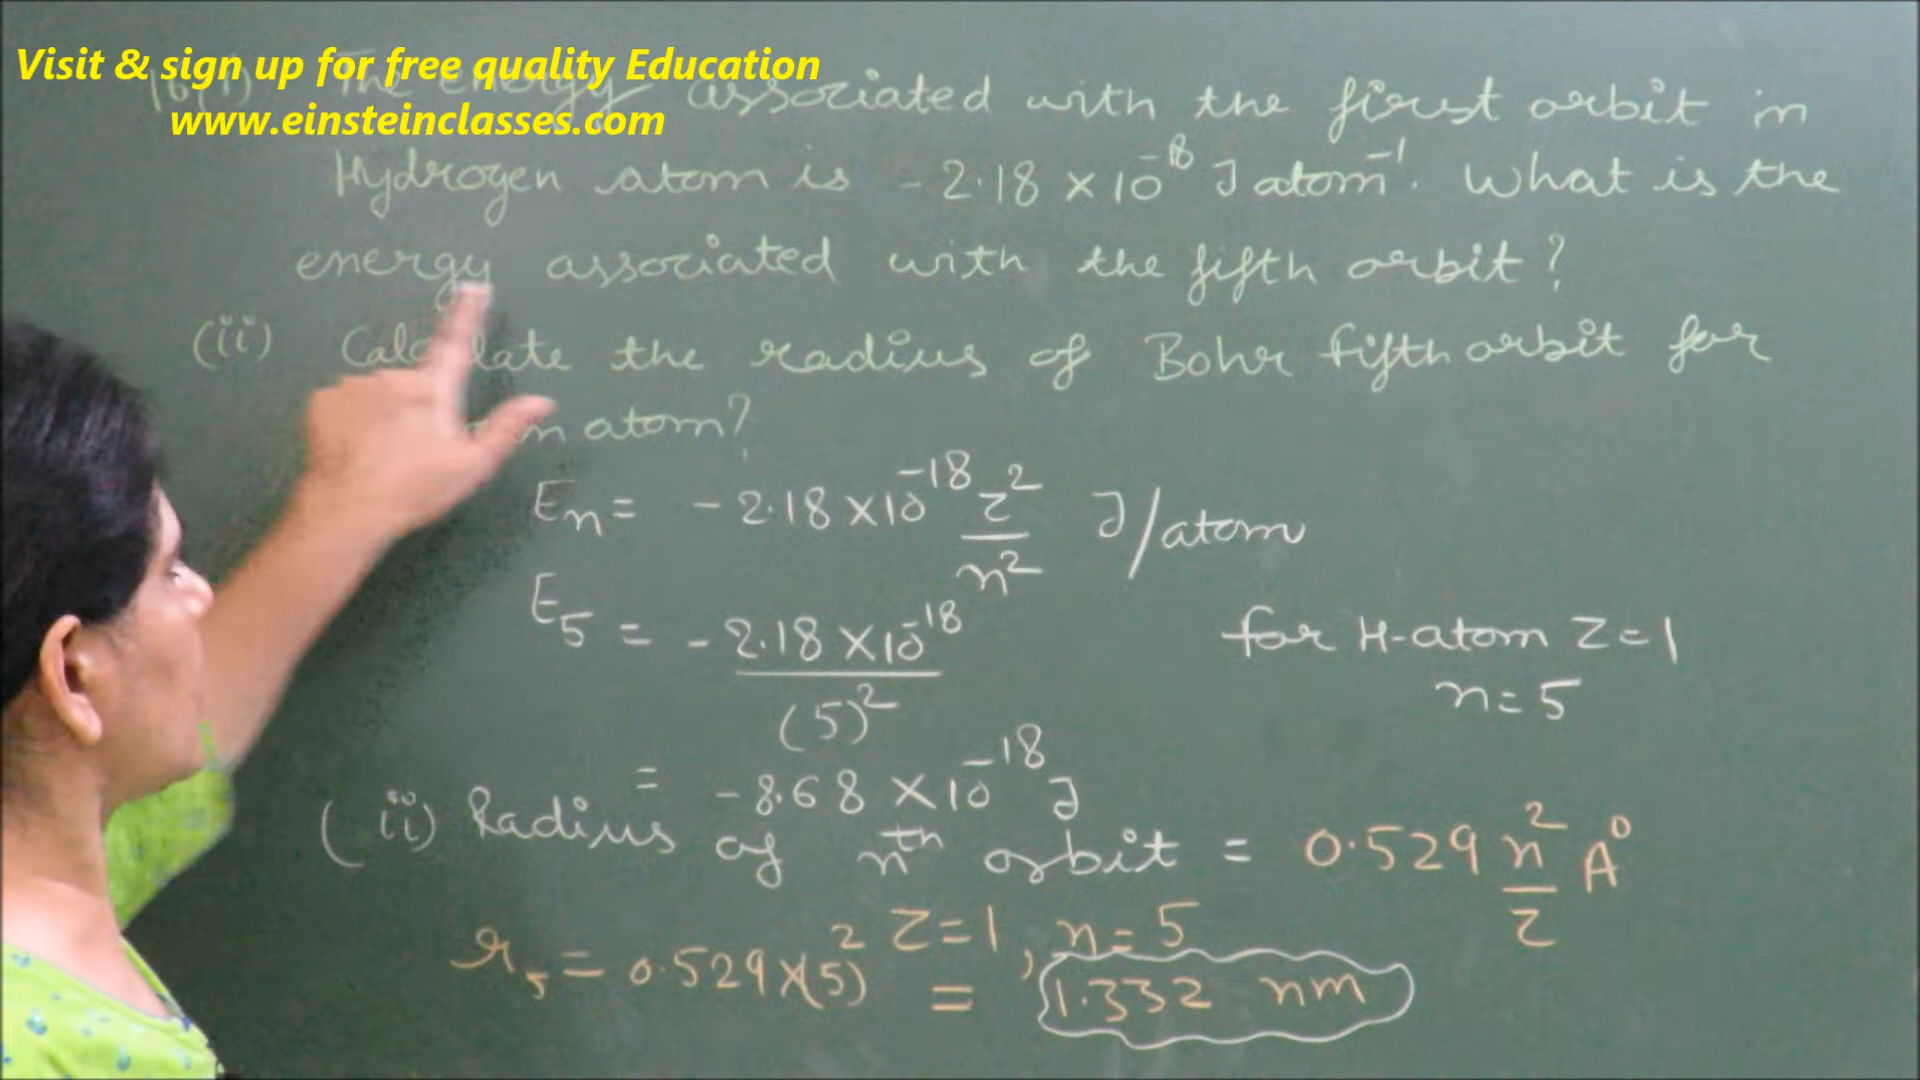 Visit & sign up for free quality Education
www.einsteinclasses.com
16(i) The energy associated with the first orbit in
Hydrogen atom is -2.18 × 10⁻¹⁸ J atom⁻¹. What is the
energy associated with the fifth orbit?
(ii) Calculate the radius of Bohr fifth orbit for
atom?
Eₙ = -2.18 × 10⁻¹⁸ Z²/n² J/atom
E₅ = -2.18 × 10⁻¹⁸/(5)²
for H-atom Z=1
n=5
= -8.68 × 10⁻¹⁸ J
(ii) Radius of nᵗʰ orbit = 0.529 n²/Z A⁰
Z=1, n=5
r₅ = 0.529×(5)² = 1.332 nm